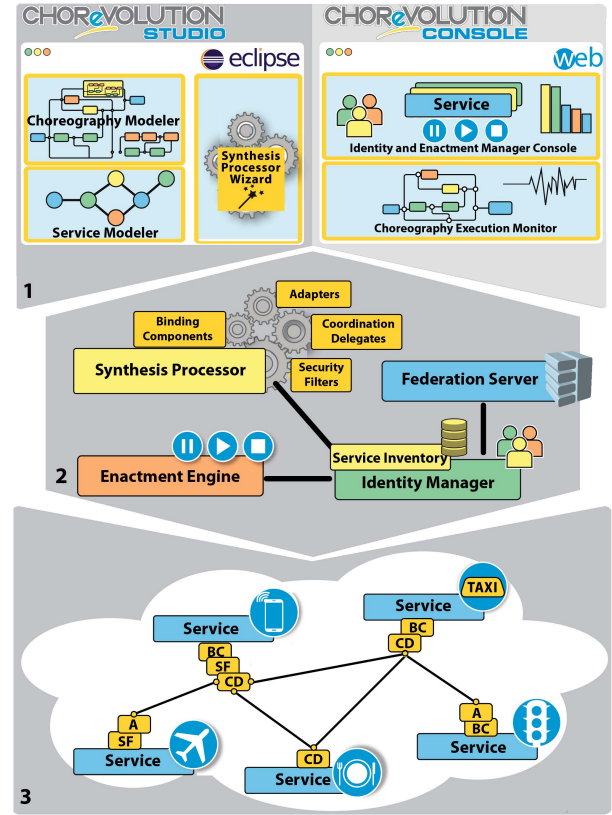 CHOReVOLUTION
STUDIO
CHOReVOLUTION
CONSOLE
eclipse
Web
Choreography Modeler
Service Modeler
Synthesis
Processor
Wizard
Service
Identity and Enactment Manager Console
Choreography Execution Monitor
1
Adapters
Binding
Components
Coordination
Delegates
Synthesis Processor
Security
Filters
Federation Server
Service Inventory
2
Enactment Engine
Identity Manager
TAXI
Service
Service
BC
SF
CD
BC
CD
A
SF
Service
A
BC
Service
CD
Service
3